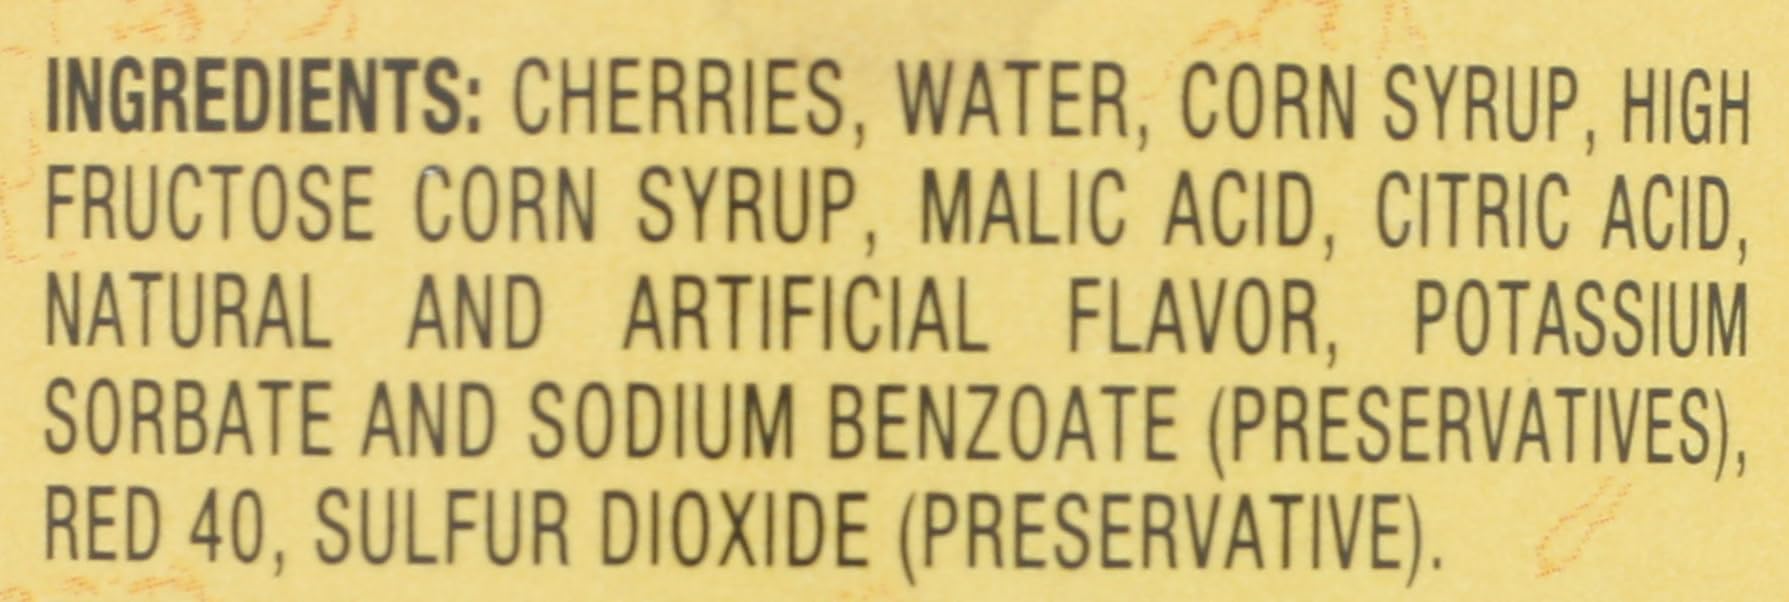 INGREDIENTS: CHERRIES, WATER, CORN SYRUP, HIGH
FRUCTOSE CORN SYRUP, MALIC ACID, CITRIC ACID,
NATURAL AND ARTIFICIAL FLAVOR, POTASSIUM
SORBATE AND SODIUM BENZOATE (PRESERVATIVES),
RED 40, SULFUR DIOXIDE (PRESERVATIVE).